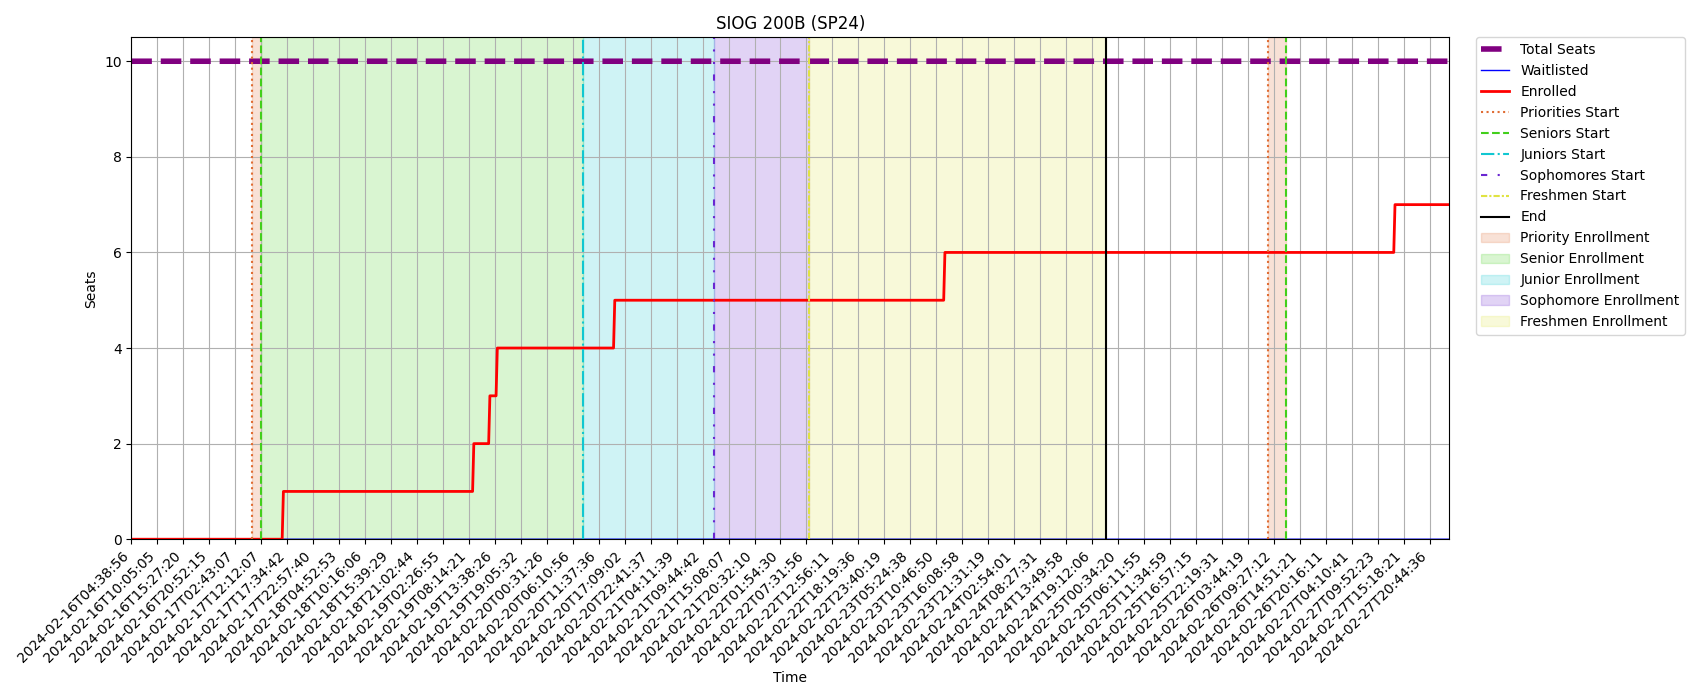 SIOG 200B (SP24)
Total Seats
Waitlisted
Enrolled
Priorities Start
Seniors Start
Juniors Start
Sophomores Start
Freshmen Start
End
Priority Enrollment
Senior Enrollment
Junior Enrollment
Sophomore Enrollment
Freshmen Enrollment
Seats
10
8
6
4
2
0
2024-02-16T04:38:56
2024-02-16T10:05:05
2024-02-16T15:27:20
2024-02-16T20:52:15
2024-02-17T02:43:07
2024-02-17T12:12:07
2024-02-17T17:34:42
2024-02-17T22:57:40
2024-02-18T04:52:53
2024-02-18T10:16:06
2024-02-18T15:39:29
2024-02-18T21:02:44
2024-02-19T02:26:55
2024-02-19T08:14:21
2024-02-19T13:38:26
2024-02-19T19:05:32
2024-02-20T00:31:26
2024-02-20T06:10:56
2024-02-20T11:37:36
2024-02-20T17:09:02
2024-02-20T22:41:37
2024-02-21T04:11:39
2024-02-21T09:44:42
2024-02-21T15:08:07
2024-02-21T20:32:10
2024-02-22T01:54:30
2024-02-22T07:31:56
2024-02-22T12:56:11
2024-02-22T18:19:36
2024-02-22T23:40:19
2024-02-23T05:24:38
2024-02-23T10:46:50
2024-02-23T16:08:58
2024-02-23T21:31:19
2024-02-24T02:54:01
2024-02-24T08:27:31
2024-02-24T13:49:58
2024-02-24T19:12:06
2024-02-25T00:34:20
2024-02-25T06:11:55
2024-02-25T11:34:59
2024-02-25T16:57:15
2024-02-25T22:19:31
2024-02-26T03:44:19
2024-02-26T09:27:12
2024-02-26T14:51:21
2024-02-26T20:16:11
2024-02-27T04:10:41
2024-02-27T09:52:23
2024-02-27T15:18:21
2024-02-27T20:44:36
Time